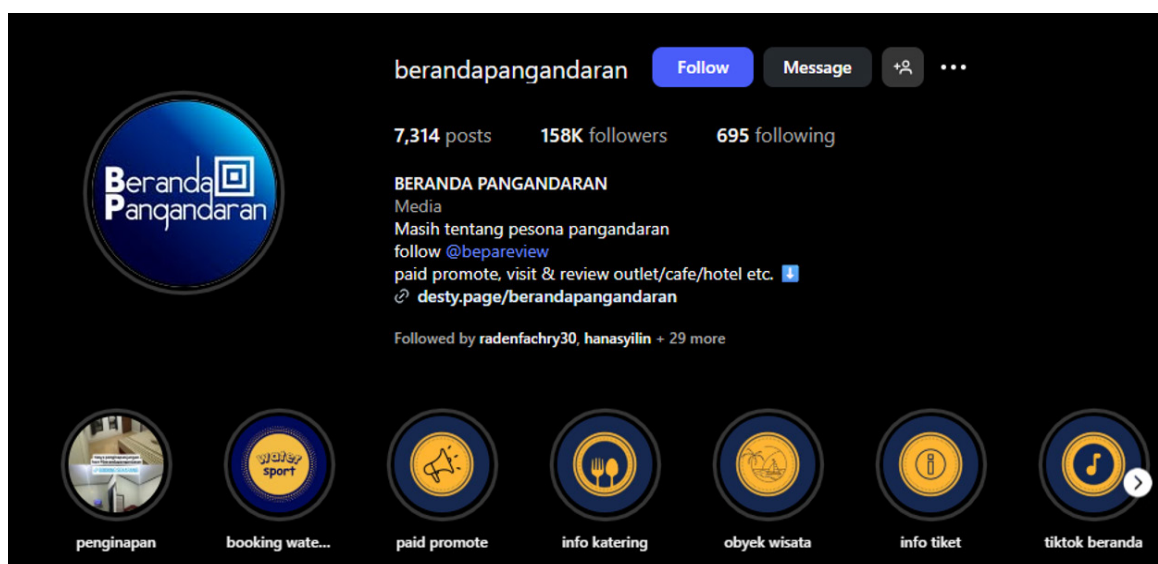 berandapangandaran Follow Message
7,314 posts 158K followers 695 following
Beranda
Pangandaran
BERANDA PANGANDARAN
Media
Masih tentang pesona pangandaran
follow @bepareview
paid promote, visit & review outlet/cafe/hotel etc.
desty.page/berandapangandaran
Followed by radenfachry30, hanasyilin + 29 more
water
sport
penginapan booking wate... paid promote info katering obyek wisata info tiket tiktok beranda